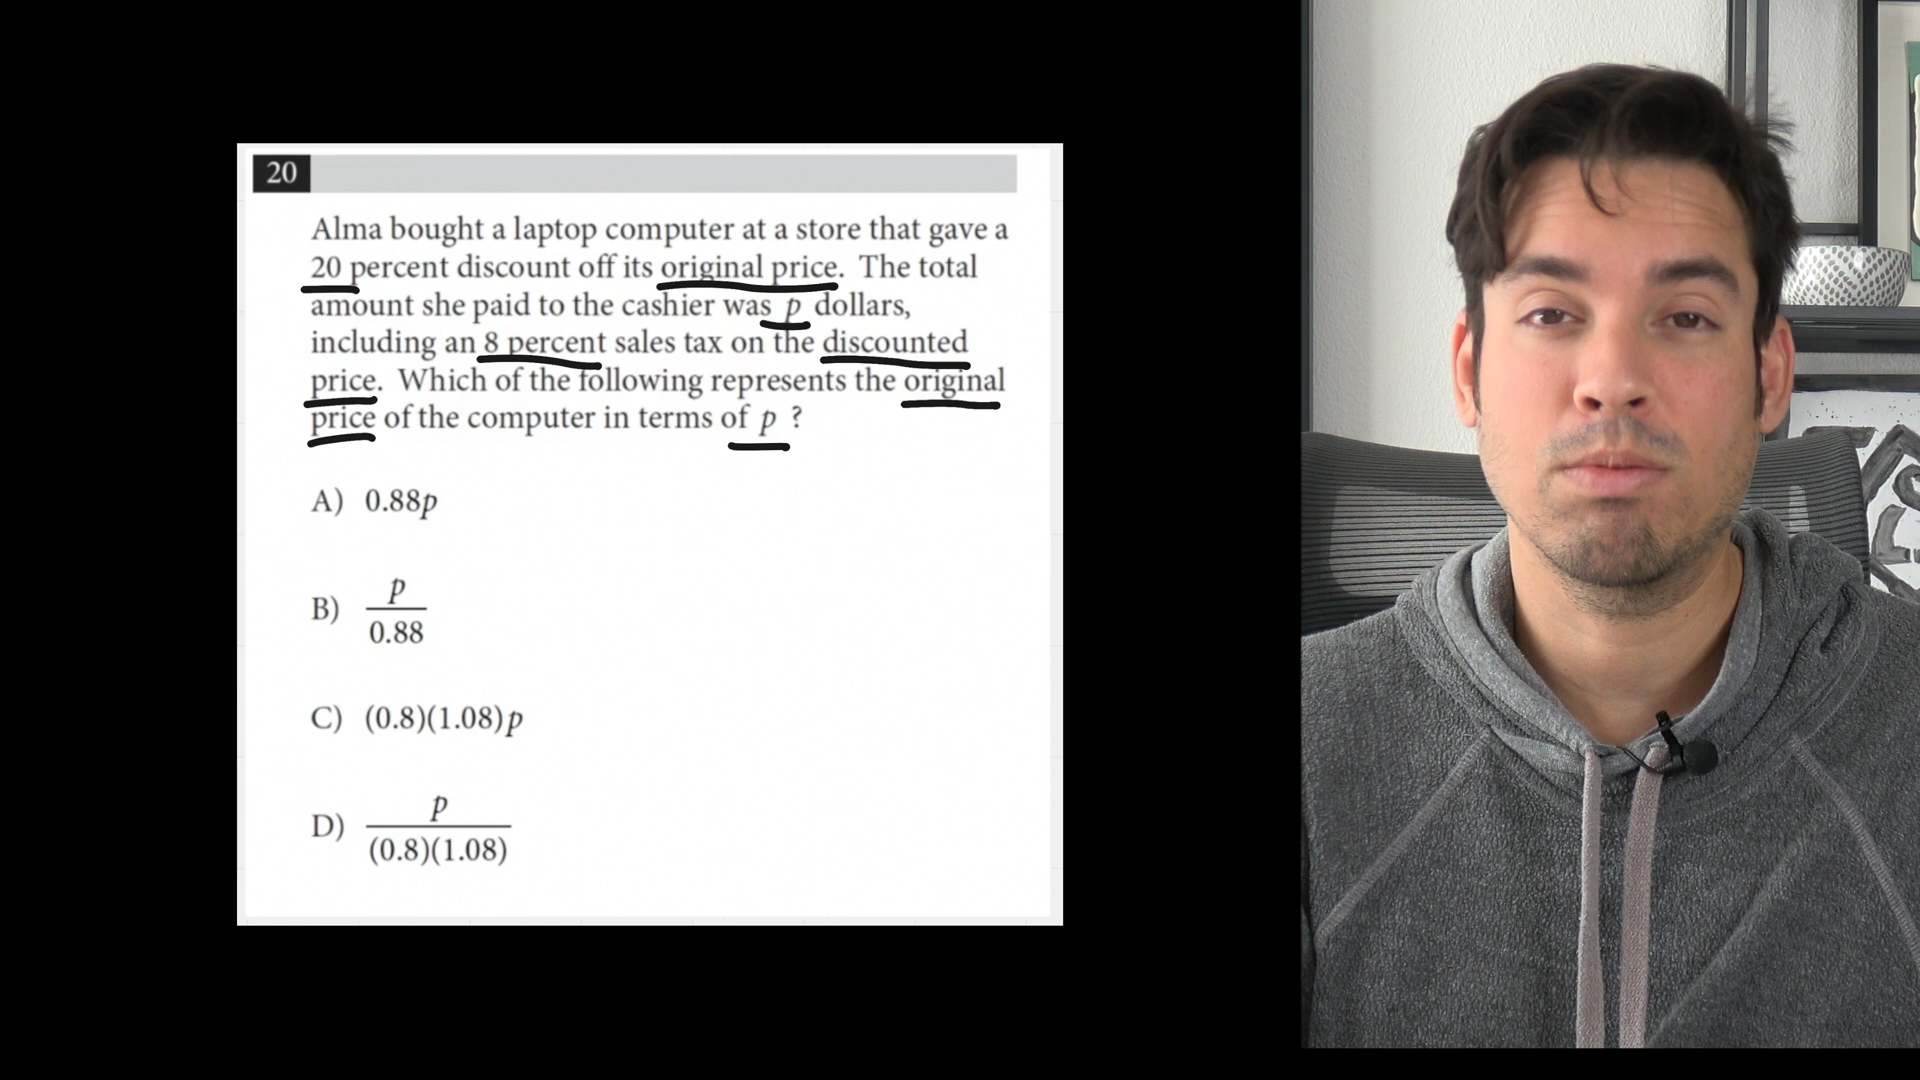 20
Alma bought a laptop computer at a store that gave a
20 percent discount off its original price. The total
amount she paid to the cashier was p dollars,
including an 8 percent sales tax on the discounted
price. Which of the following represents the original
price of the computer in terms of p ?
A) 0.88p
B) p/0.88
C) (0.8)(1.08)p
D) p/(0.8)(1.08)